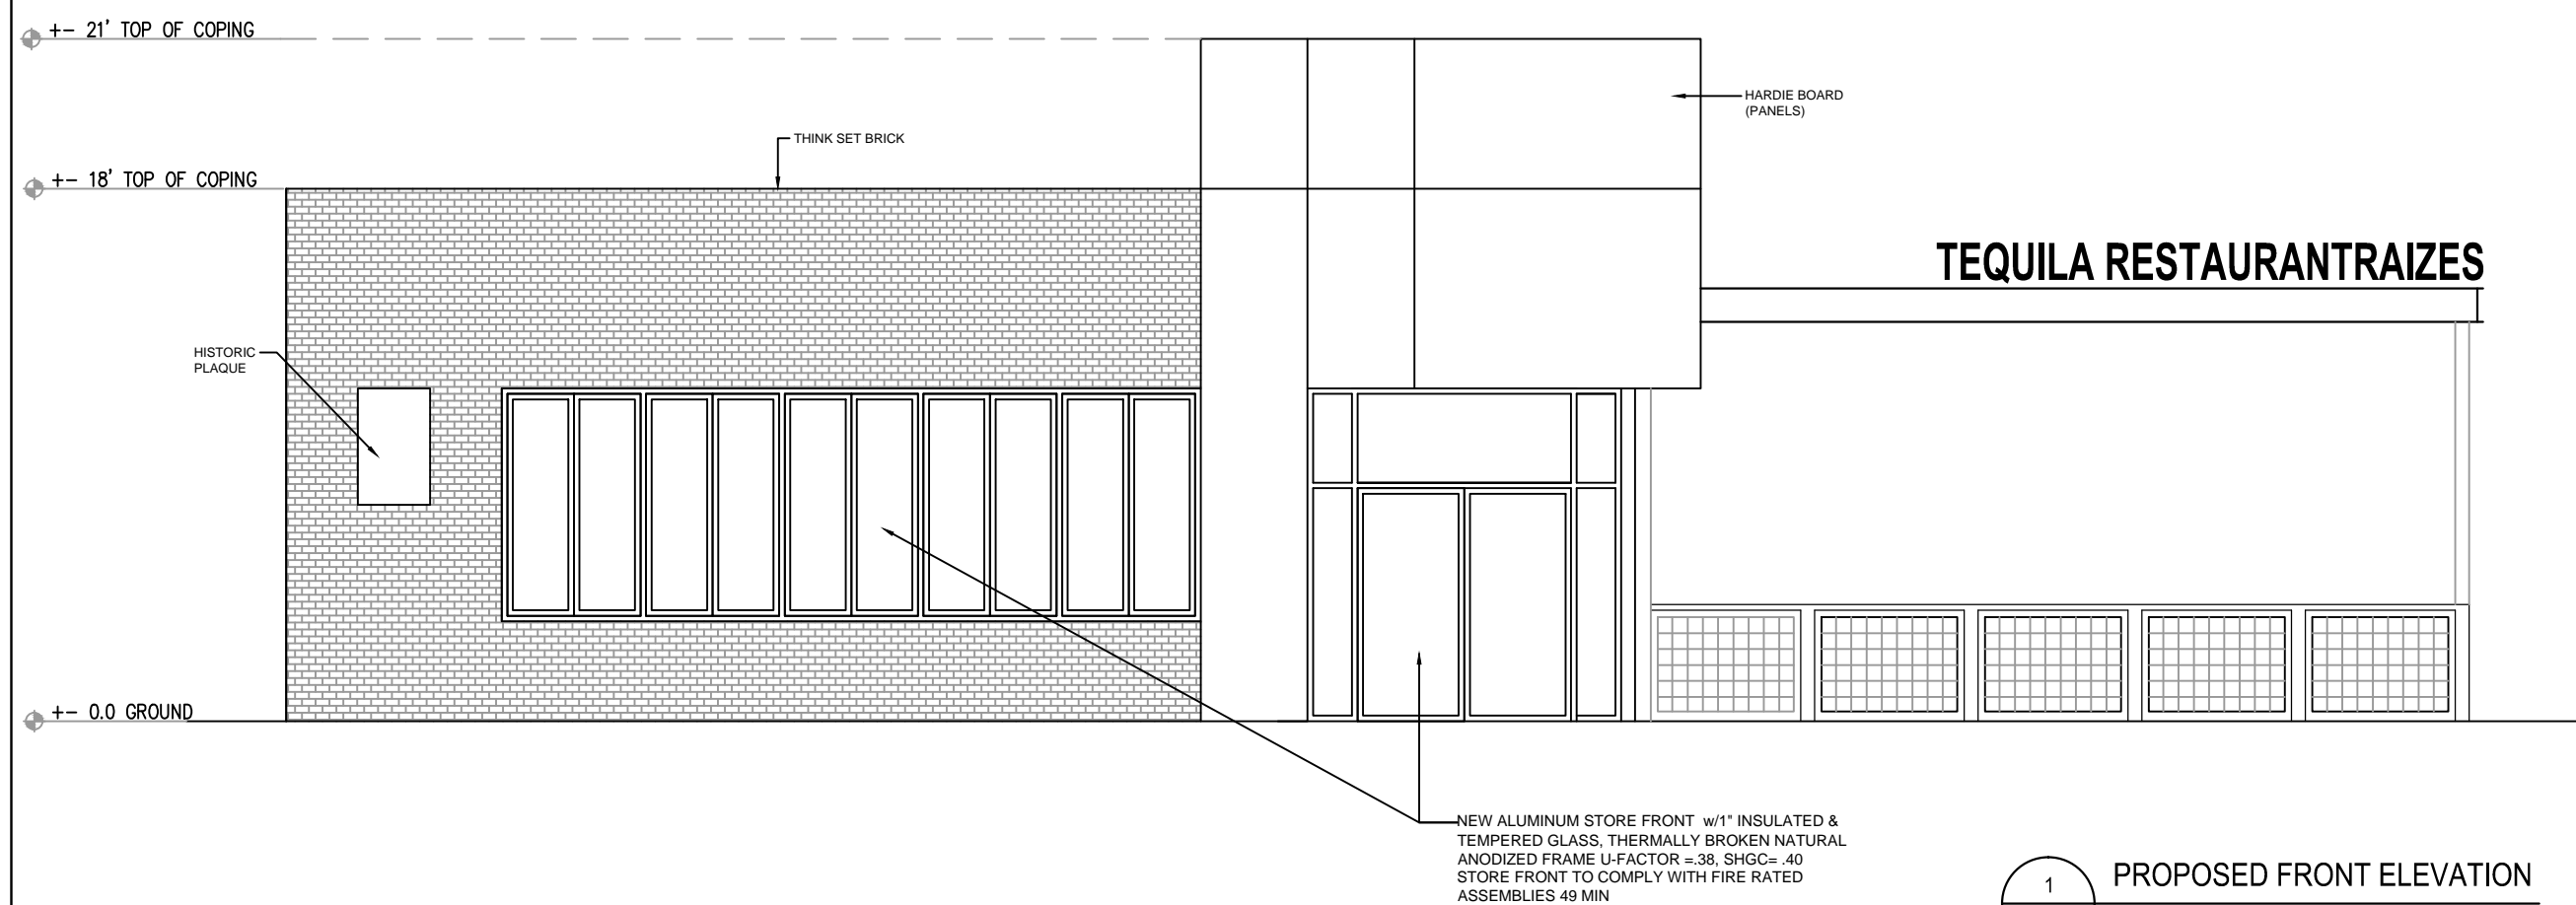 +- 21' TOP OF COPING
HARDIE BOARD
(PANELS)
THINK SET BRICK
+- 18' TOP OF COPING
TEQUILA RESTAURANTRAIZES
HISTORIC
PLAQUE
+- 0.0 GROUND
NEW ALUMINUM STORE FRONT w/1" INSULATED &
TEMPERED GLASS, THERMALLY BROKEN NATURAL
ANODIZED FRAME U-FACTOR =.38, SHGC= .40
STORE FRONT TO COMPLY WITH FIRE RATED
ASSEMBLIES 49 MIN
1 PROPOSED FRONT ELEVATION